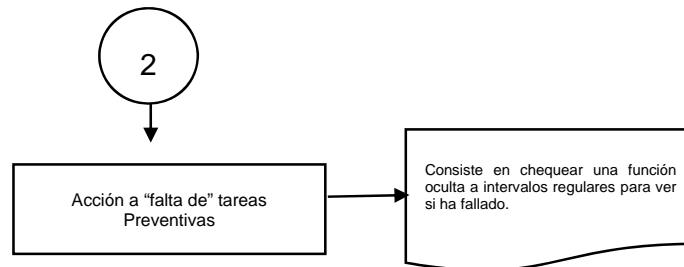 2
Acción a “falta de” tareas
Preventivas
Consiste en chequear una función
oculta a intervalos regulares para ver
si ha fallado.